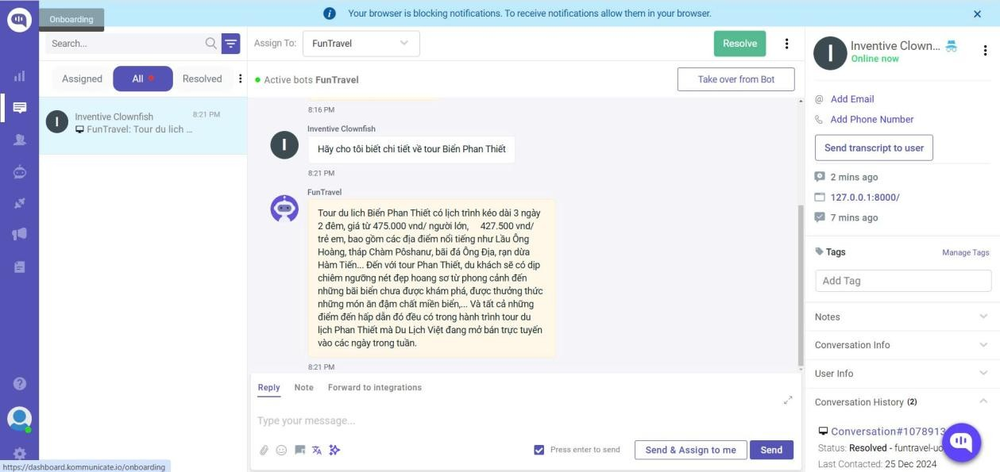 Onboarding
Your browser is blocking notifications. To receive notifications allow them in your browser.
Search...
Assign To:
FunTravel
Resolve
Inventive Clown...
Online now
Assigned
All
Resolved
Active bots FunTravel
Take over from Bot
Inventive Clownfish
8:21 PM
FunTravel: Tour du lich ...
8:16 PM
Inventive Clownfish
Hãy cho tôi biết chi tiết về tour Biển Phan Thiết
8:21 PM
FunTravel
Tour du lich Biển Phan Thiết có lịch trình kéo dài 3 ngày
2 đêm, giá từ 475.000 vnd/ người lớn, 427.500 vnd/
trẻ em, bao gồm các địa điểm nổi tiếng như Lầu Ông
Hoàng, tháp Chàm Pôshanư, bãi đá Ông Địa, rạn dừa
Hàm Tiến... Đến với tour Phan Thiết, du khách sẽ có dịp
chiêm ngưỡng nét đẹp hoang sơ từ phong cảnh đến
những bãi biển chưa được khám phá, được thưởng thức
những món ăn đậm chất miền biển,... Và tất cả những
điểm đến hấp dẫn đó đều có trong hành trình tour du
lịch Phan Thiết mà Du Lịch Việt đang mở bán trực tuyến
vào các ngày trong tuần.
8:21 PM
Reply
Note
Forward to integrations
Type your message...
Press enter to send
Send & Assign to me
Send
@ Add Email
Add Phone Number
Send transcript to user
2 mins ago
127.0.0.1:8000/
7 mins ago
Tags
Manage Tags
Add Tag
Notes
Conversation Info
User Info
Conversation History (2)
Conversation#1078913
Status: Resolved - funtravel-uo
Last Contacted: 25 Dec 2024
https://dashboard.kommunicate.io/onboarding